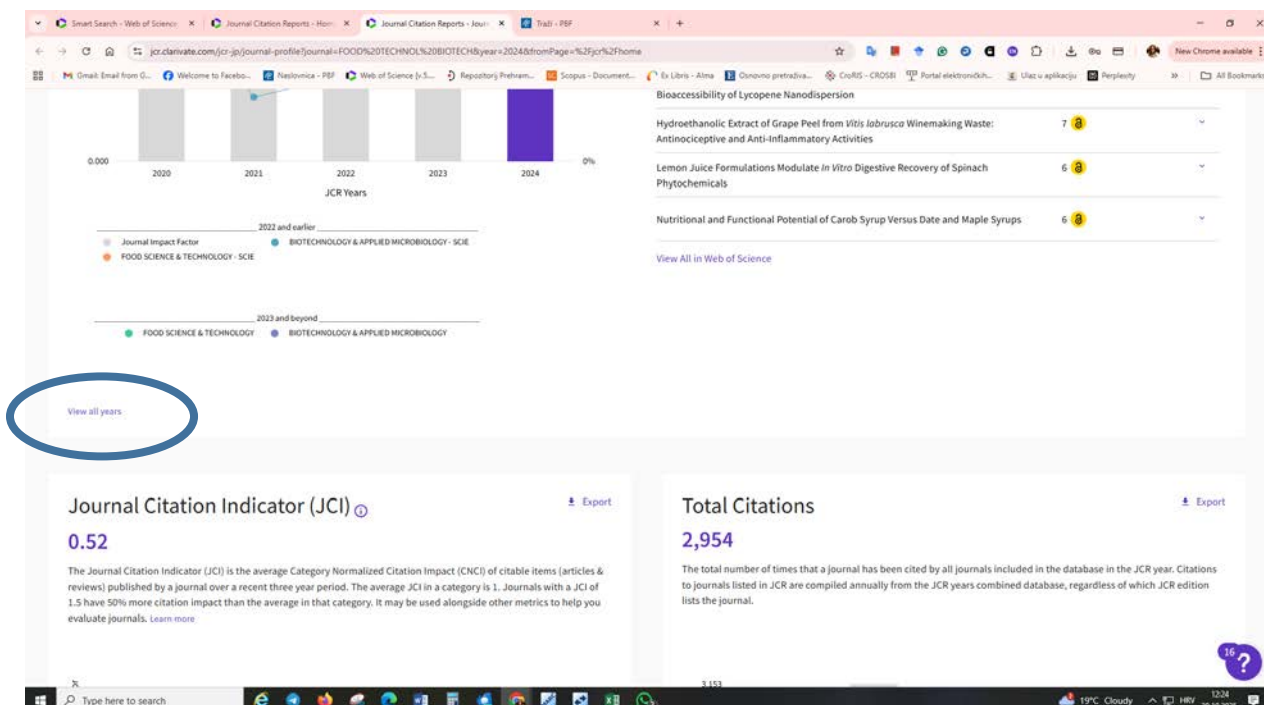 Smart Search - Web of Science
Journal Citation Reports - Hom
Journal Citation Reports - Jour
Traži - PBF
jcr.clarivate.com/jcr-jp/journal-profile?journal=FOOD%20TECHNOL%20BIOTECH&year=2024&fromPage=%2Fjcr%2Fhome
New Chrome available
Gmail: Email from G...
Welcome to Facebo...
Naslovnica - PBF
Web of Science [v.5....
Repozitorij Prehram...
Scopus - Document...
Ex Libris - Alma
Osnovno pretraživa...
CroRIS - CROSBI
Portal elektroničkih...
Ulaz u aplikaciju
Perplexity
All Bookmarks
0.000
0%
2020
2021
2022
2023
2024
JCR Years
2022 and earlier
Journal Impact Factor
BIOTECHNOLOGY & APPLIED MICROBIOLOGY - SCIE
FOOD SCIENCE & TECHNOLOGY - SCIE
2023 and beyond
FOOD SCIENCE & TECHNOLOGY
BIOTECHNOLOGY & APPLIED MICROBIOLOGY
View all years
Bioaccessibility of Lycopene Nanodispersion
Hydroethanolic Extract of Grape Peel from Vitis labrusca Winemaking Waste:
Antinociceptive and Anti-Inflammatory Activities
7
Lemon Juice Formulations Modulate In Vitro Digestive Recovery of Spinach
Phytochemicals
6
Nutritional and Functional Potential of Carob Syrup Versus Date and Maple Syrups
6
View All in Web of Science
Journal Citation Indicator (JCI)
Export
0.52
The Journal Citation Indicator (JCI) is the average Category Normalized Citation Impact (CNCI) of citable items (articles &
reviews) published by a journal over a recent three year period. The average JCI in a category is 1. Journals with a JCI of
1.5 have 50% more citation impact than the average in that category. It may be used alongside other metrics to help you
evaluate journals. Learn more
Total Citations
Export
2,954
The total number of times that a journal has been cited by all journals included in the database in the JCR year. Citations
to journals listed in JCR are compiled annually from the JCR years combined database, regardless of which JCR edition
lists the journal.
3,153
16
Type here to search
19°C Cloudy
HRV
12:24